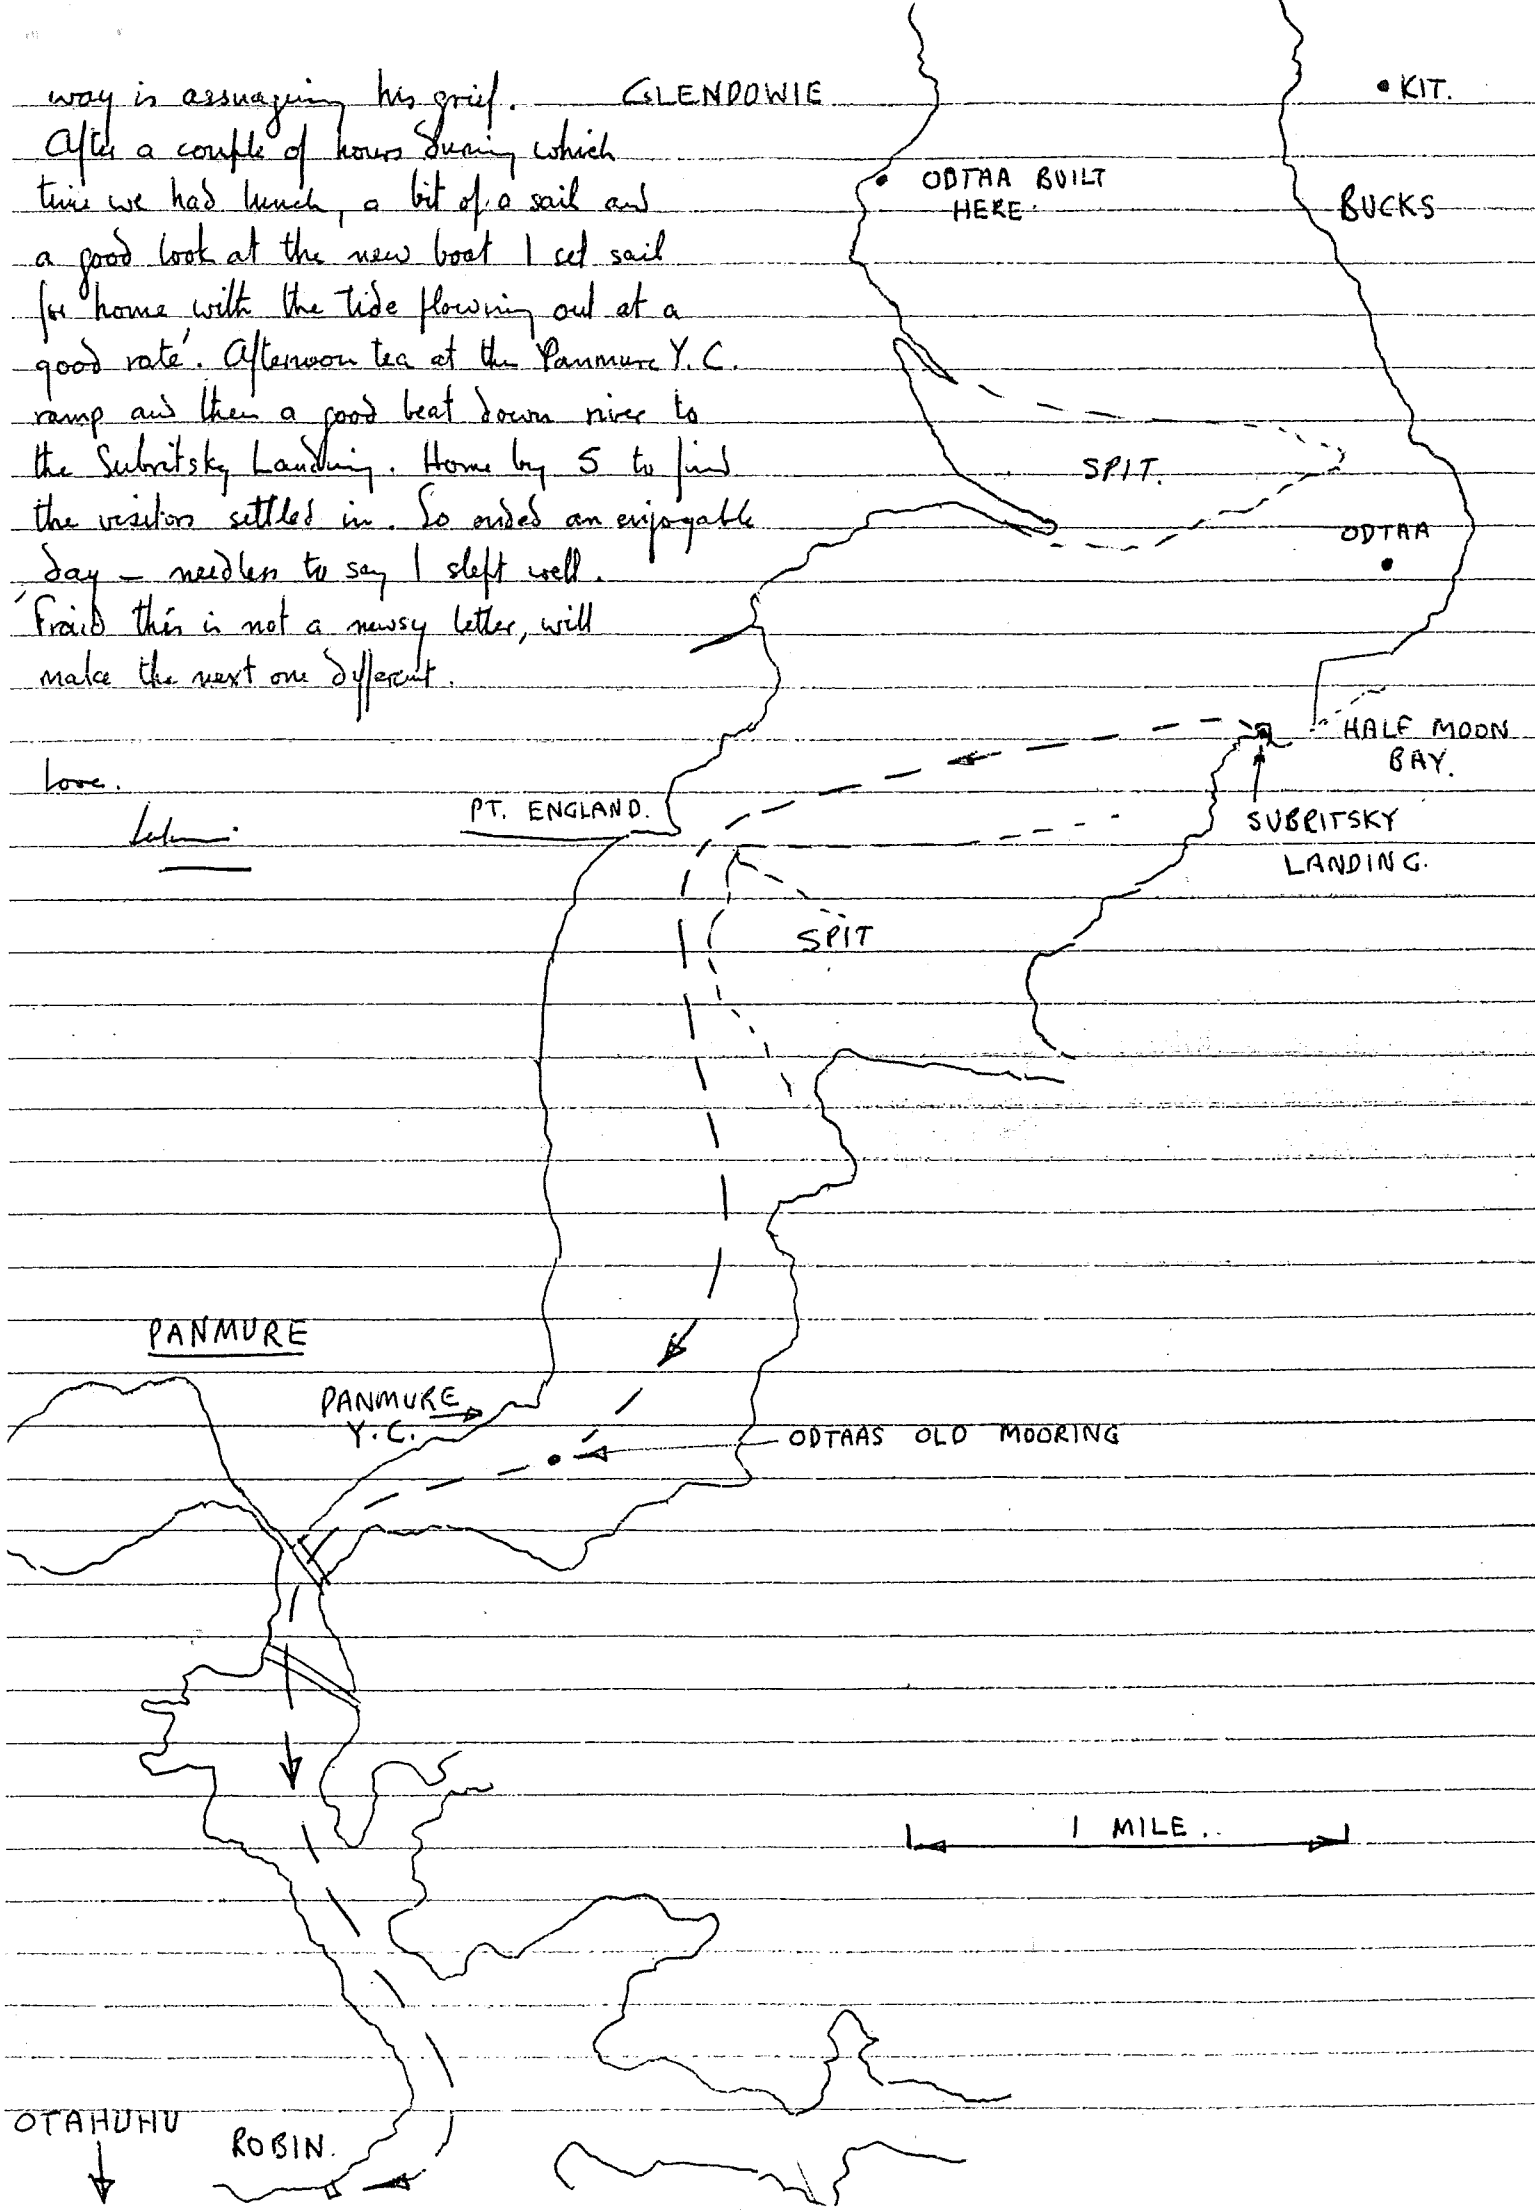 way is assuaging his grief.
After a couple of hours during which
time we had lunch, a bit of a sail and
a good look at the new boat I set sail
for home with the tide flowing out at a
good rate. Afternoon tea at the Panmure Y.C.
ramp and then a good beat down river to
the Subritsky Landing. Home by 5 to find
the visitors settled in. So ended an enjoyable
day – needless to say I slept well.
'Fraid this is not a newsy letter, will
make the next one different.
Love.
GLENDOWIE
• KIT.
ODTAA BUILT
HERE.
BUCKS
SPIT.
ODTAA
HALF MOON
BAY.
SUBRITSKY
LANDING.
PT. ENGLAND.
SPIT
PANMURE
PANMURE
Y.C.
ODTAAS OLD MOORING
1 MILE..
OTAHUHU
ROBIN.